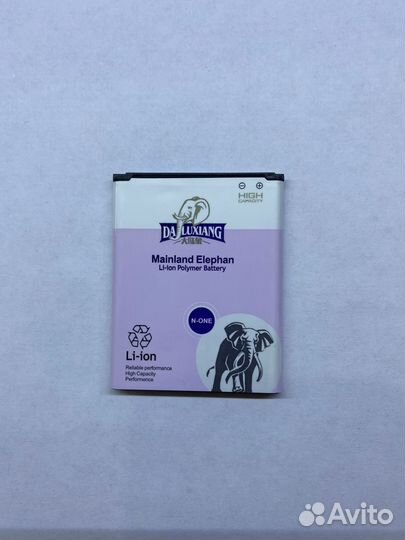 HIGH
CAPACITY
DA LUXIANG
大陆象
Mainland Elephan
Li-Ion Polymer Battery
N-ONE
Li-ion
Reliable performance
High Capacity
Performance
Avito